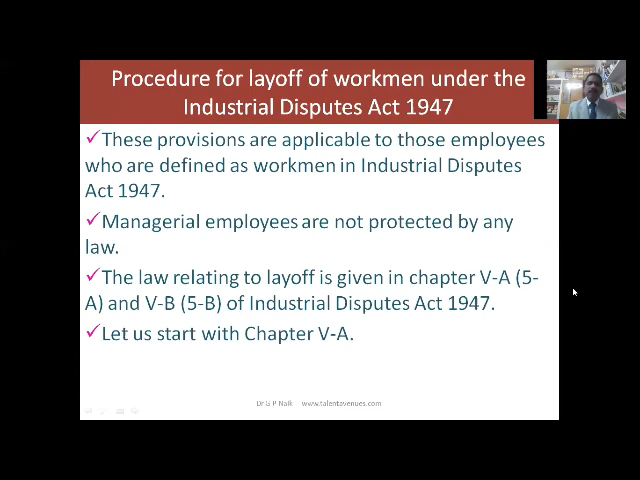 Procedure for layoff of workmen under the
Industrial Disputes Act 1947
✓These provisions are applicable to those employees
who are defined as workmen in Industrial Disputes
Act 1947.
✓Managerial employees are not protected by any
law.
✓The law relating to layoff is given in chapter V-A (5-
A) and V-B (5-B) of Industrial Disputes Act 1947.
✓Let us start with Chapter V-A.
Dr G P Naik www.talentavenues.com